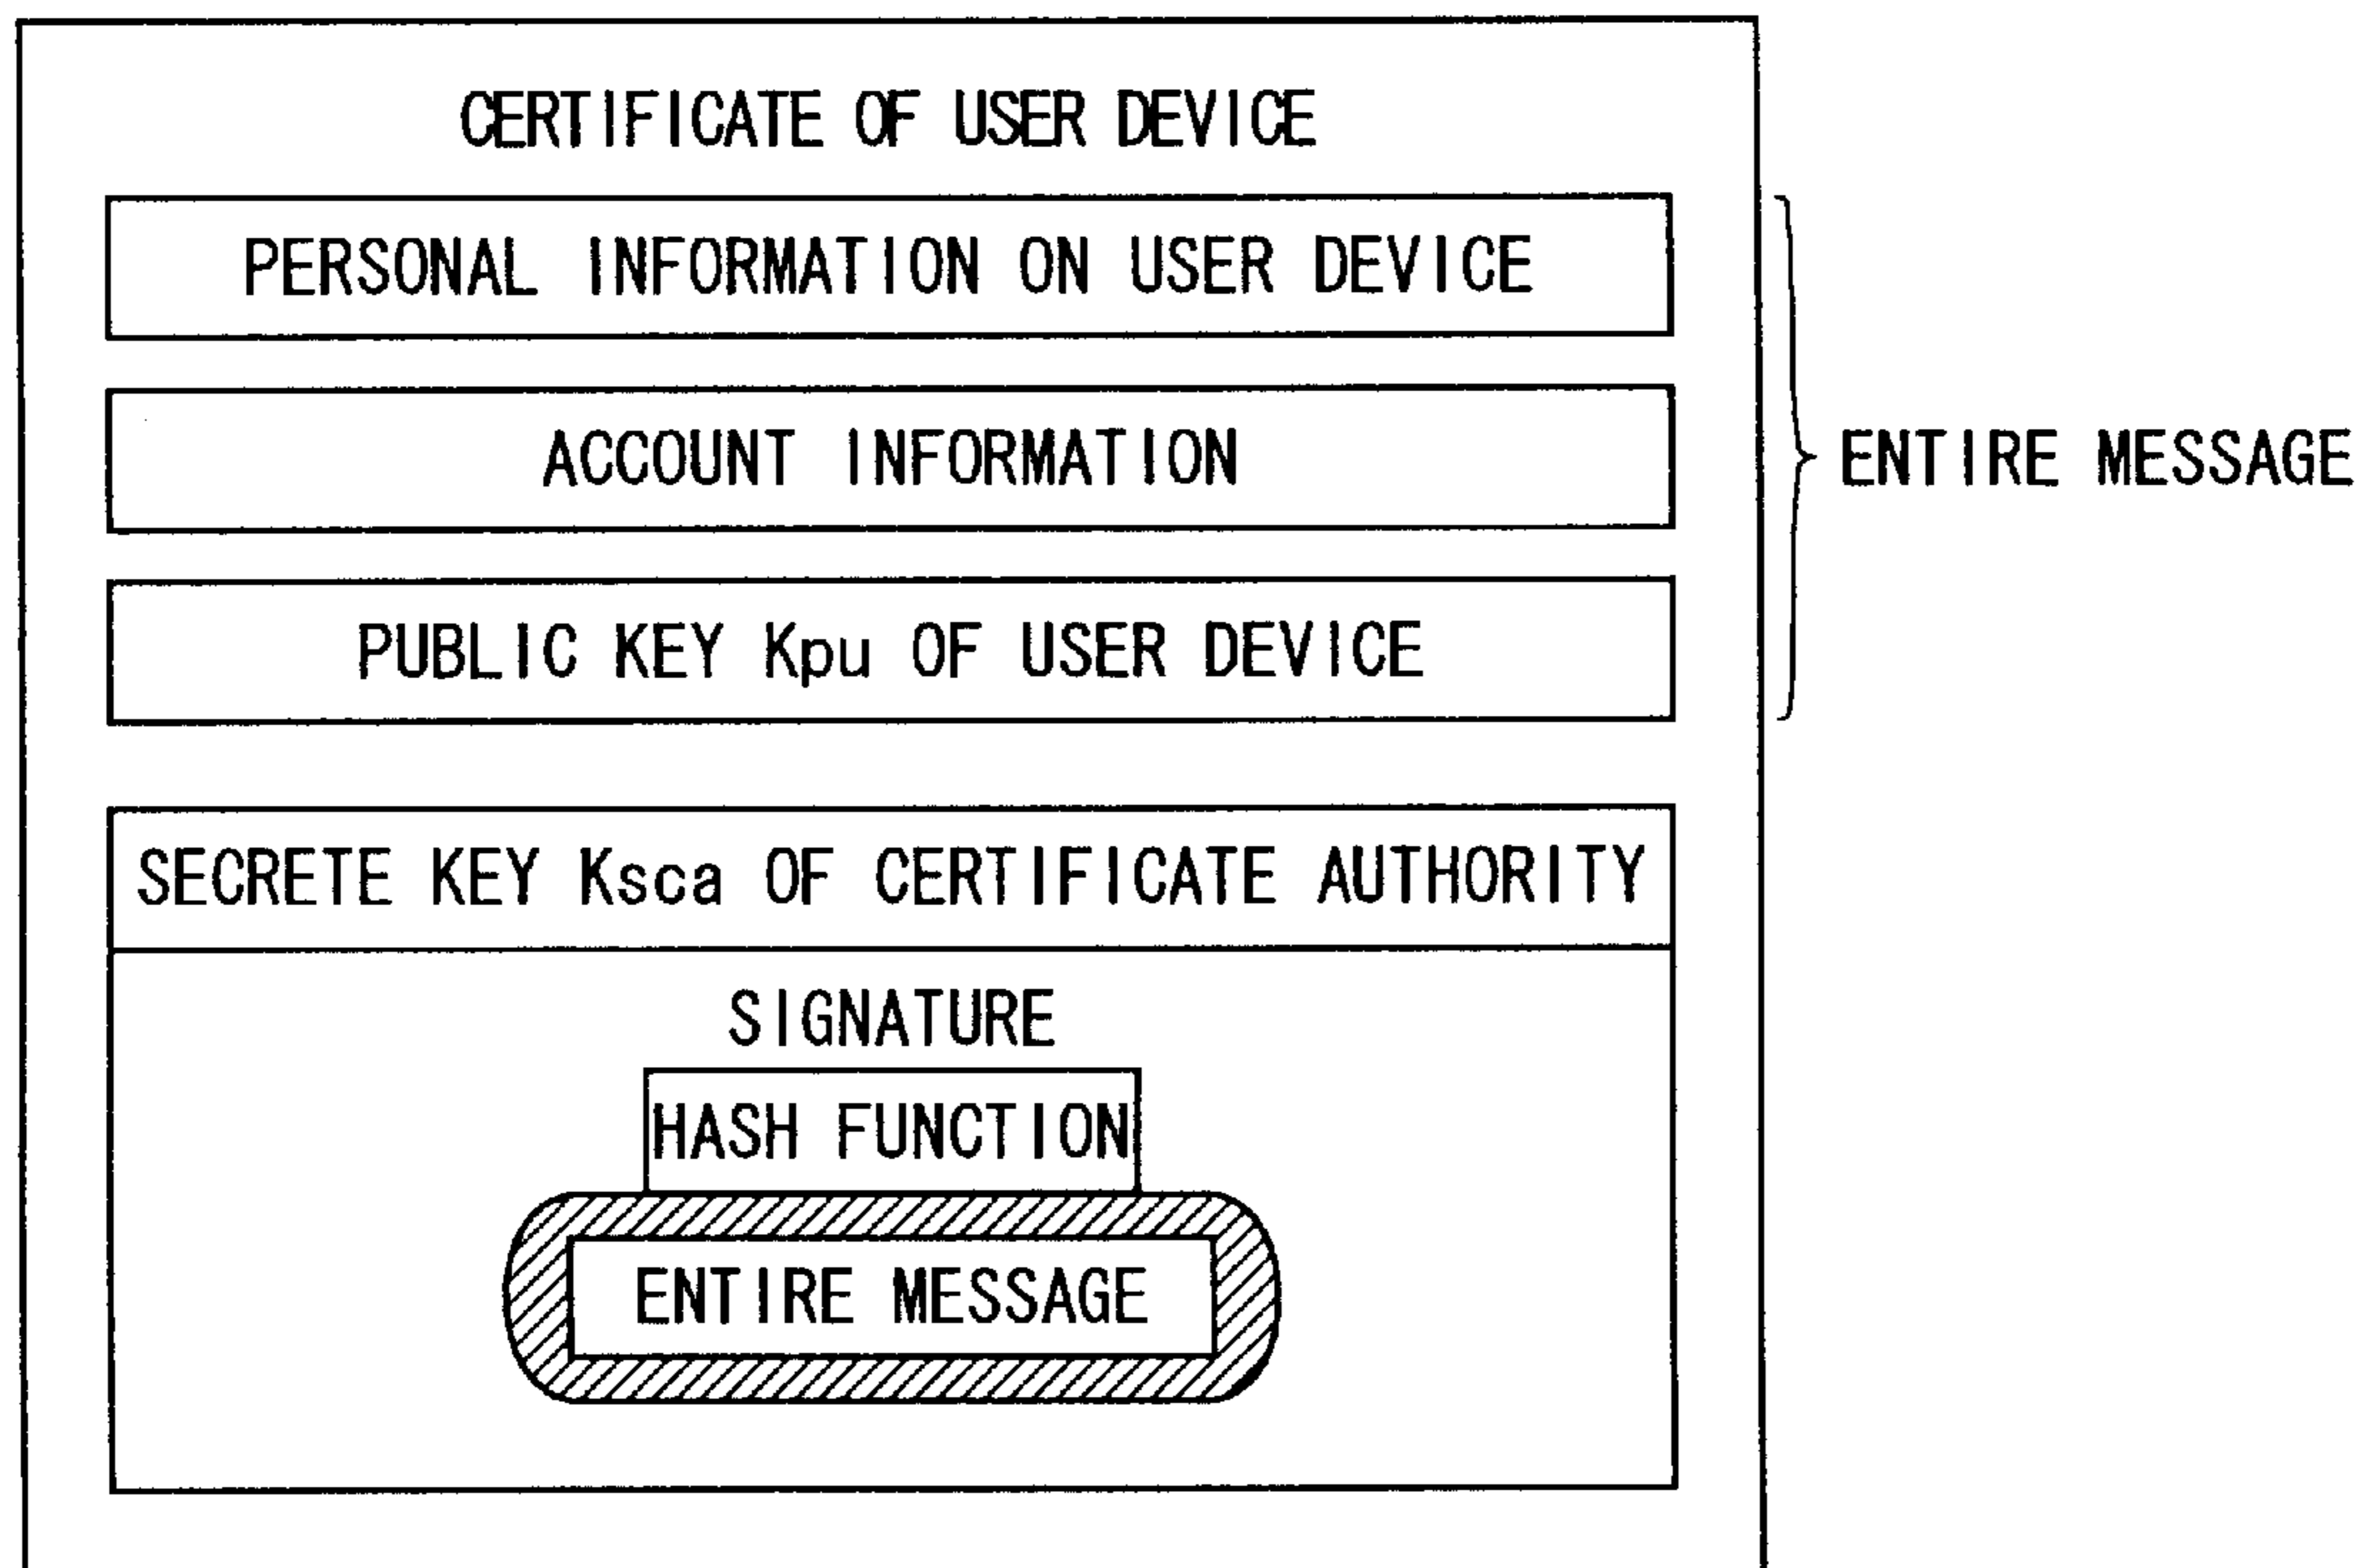 CERTIFICATE OF USER DEVICE
PERSONAL INFORMATION ON USER DEVICE
ACCOUNT INFORMATION
ENTIRE MESSAGE
PUBLIC KEY Kpu OF USER DEVICE
SECRETE KEY Ksca OF CERTIFICATE AUTHORITY
SIGNATURE
HASH FUNCTION
ENTIRE MESSAGE